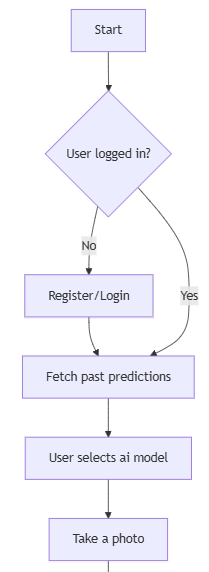 Start
User logged in?
No
Register/Login
Yes
Fetch past predictions
User selects ai model
Take a photo